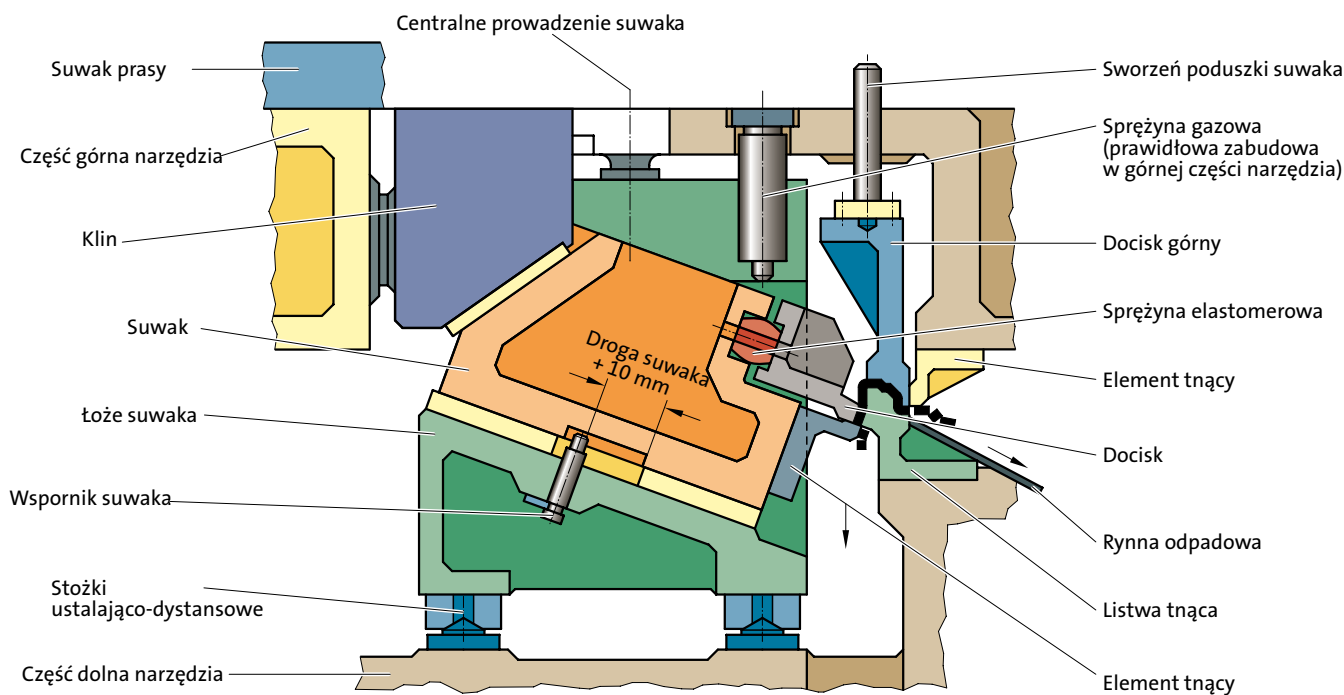 Centralne prowadzenie suwaka
Suwak prasy
Część górna narzędzia
Klin
Suwak
Łoże suwaka
Wspornik suwaka
Stożki
ustalająco-dystansowe
Część dolna narzędzia
Droga suwaka
+ 10 mm
Sworzeń poduszki suwaka
Sprężyna gazowa
(prawidłowa zabudowa
w górnej części narzędzia)
Docisk górny
Sprężyna elastomerowa
Element tnący
Docisk
Rynna odpadowa
Listwa tnąca
Element tnący